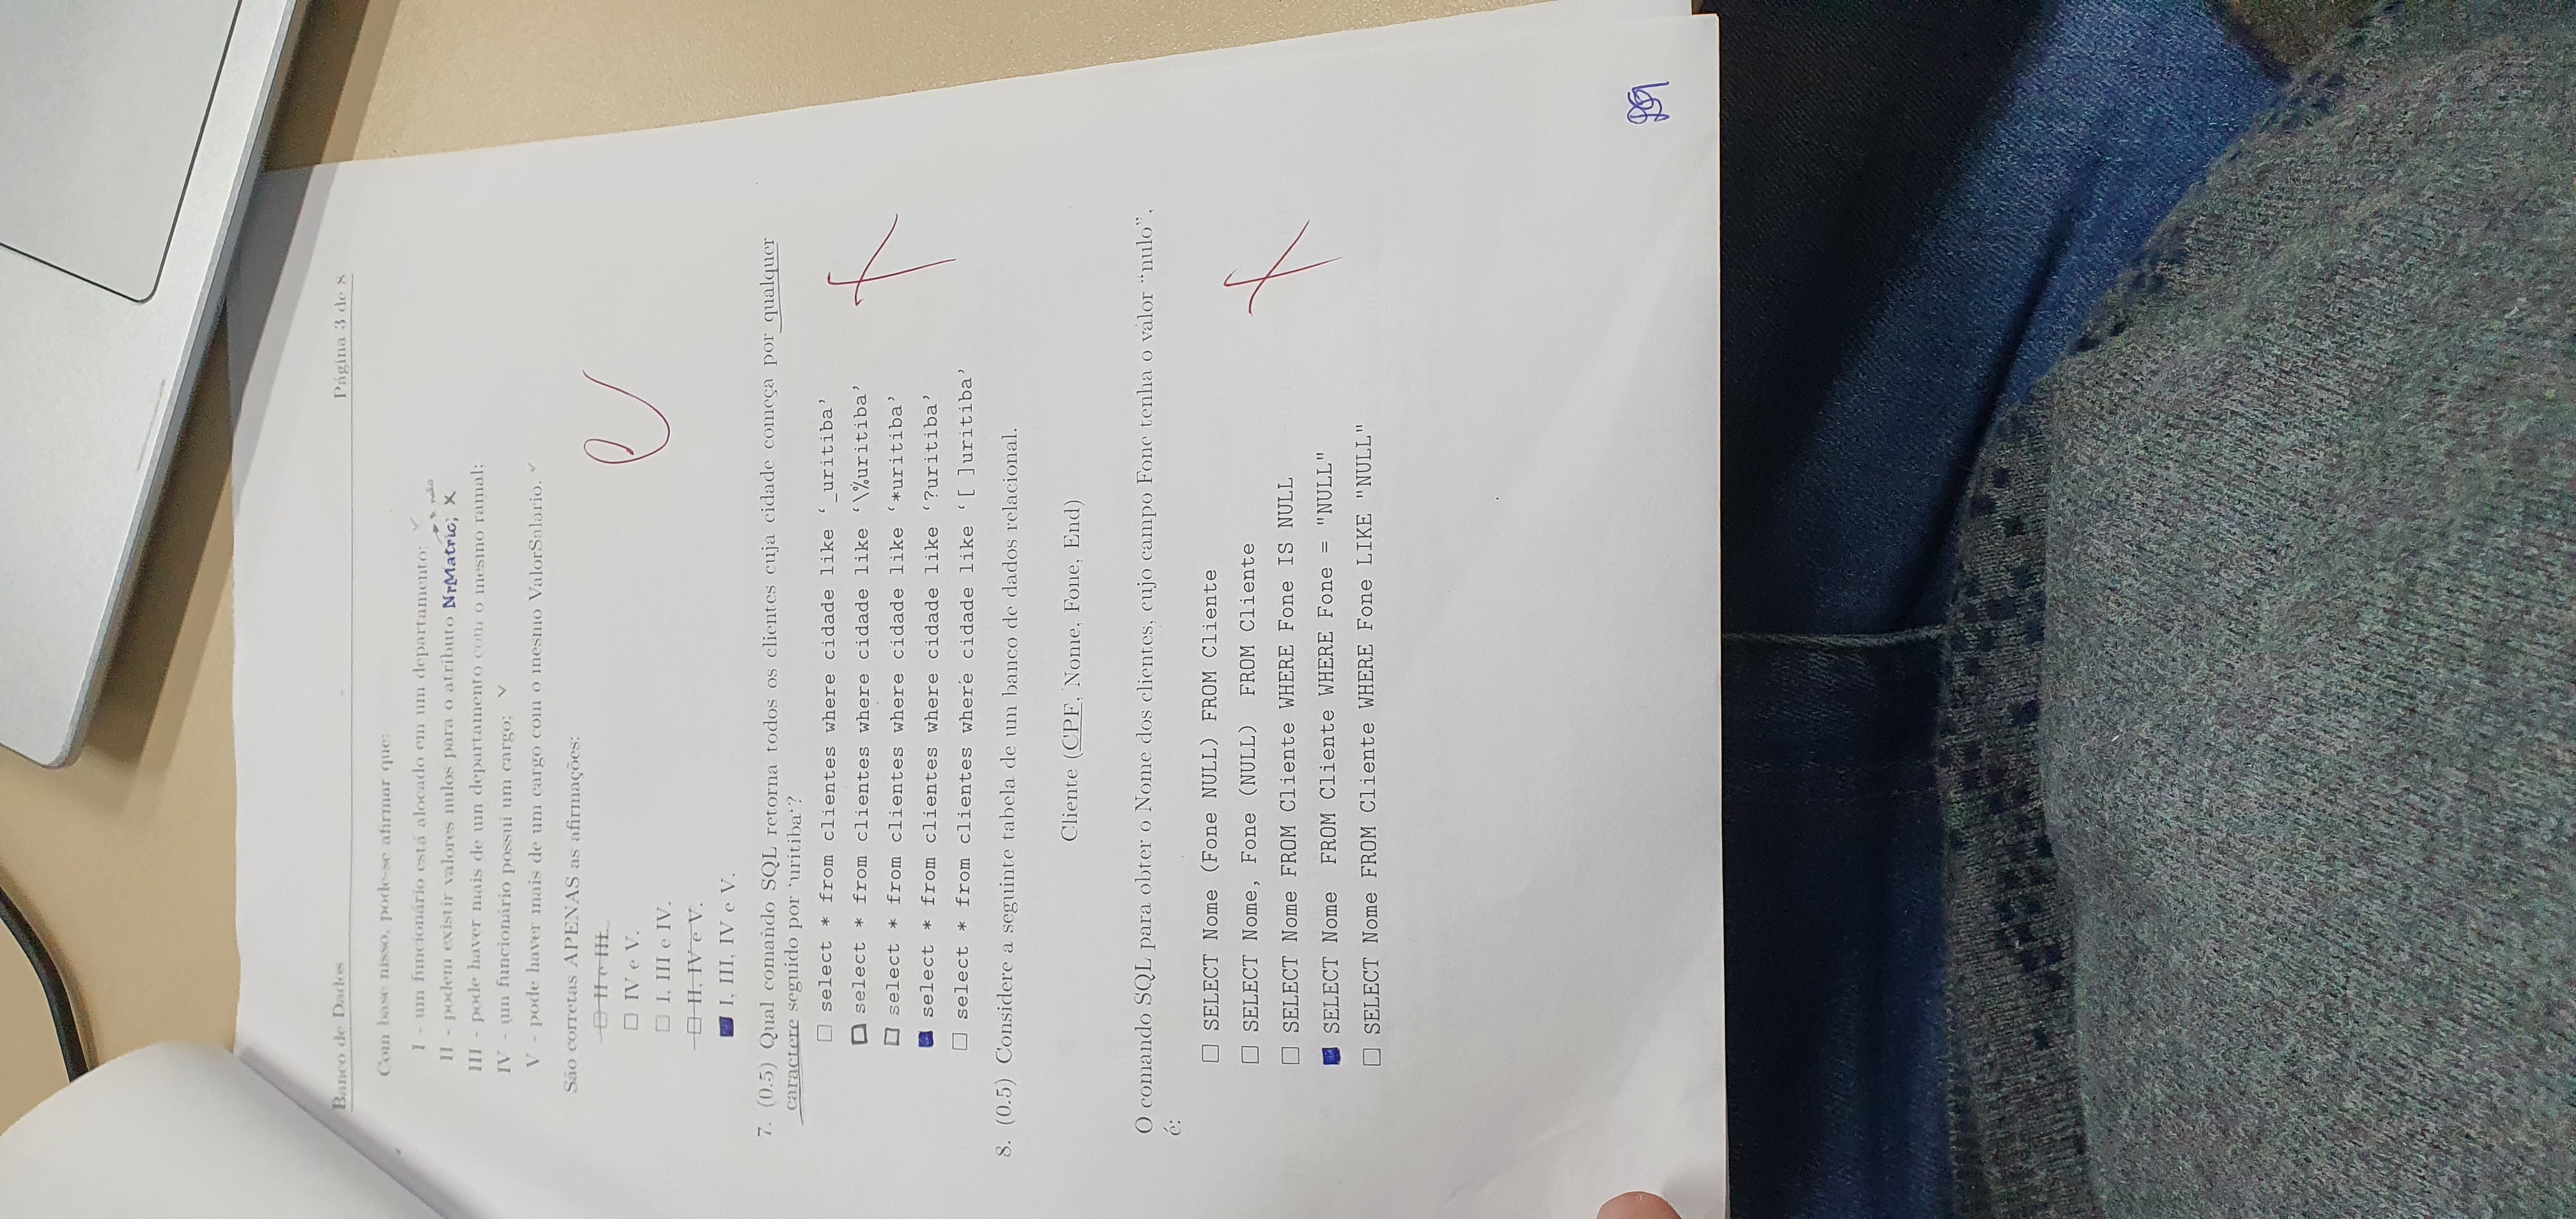 Banco de Dados
Página 3 de 8
Com base nisso, pode-se afirmar que:
I - um funcionário está alocado em um departamento;
II - podem existir valores nulos para o atributo NrMatric;
III - pode haver mais de um departamento com o mesmo ramal;
IV - um funcionário possui um cargo;
V - pode haver mais de um cargo com o mesmo ValorSalario.
São corretas APENAS as afirmações:
II e III.
IV e V.
I, III e IV.
II, IV e V.
I, III, IV e V.
7. (0.5) Qual comando SQL retorna todos os clientes cuja cidade começa por qualquer
caractere seguido por ‘uritiba‘?
select * from clientes where cidade like ‘_uritiba’
select * from clientes where cidade like ‘\%uritiba’
select * from clientes where cidade like ‘*uritiba’
select * from clientes where cidade like ‘?uritiba’
select * from clientes where cidade like ‘[ ]uritiba’
8. (0.5) Considere a seguinte tabela de um banco de dados relacional.
Cliente (CPF, Nome, Fone, End)
O comando SQL para obter o Nome dos clientes, cujo campo Fone tenha o valor “nulo”,
é:
SELECT Nome (Fone NULL) FROM Cliente
SELECT Nome, Fone (NULL) FROM Cliente
SELECT Nome FROM Cliente WHERE Fone IS NULL
SELECT Nome FROM Cliente WHERE Fone = "NULL"
SELECT Nome FROM Cliente WHERE Fone LIKE "NULL"